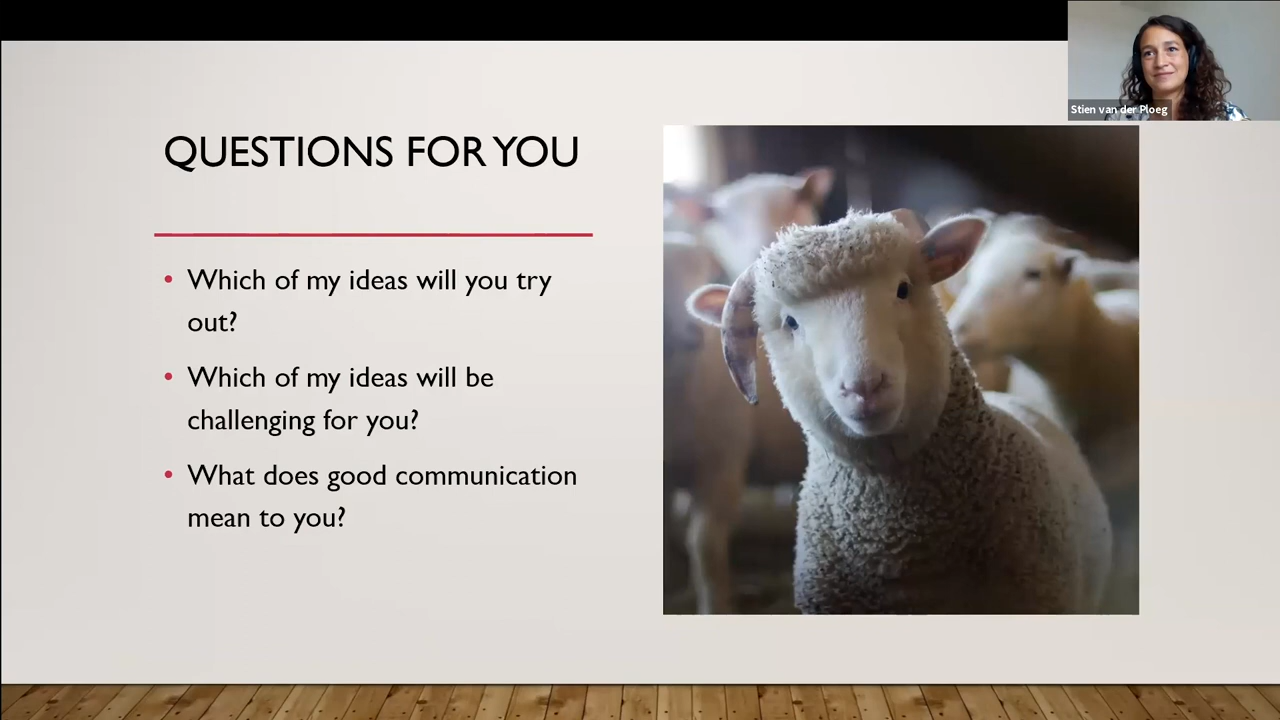 Stien van der Ploeg
QUESTIONS FOR YOU
• Which of my ideas will you try
out?
• Which of my ideas will be
challenging for you?
• What does good communication
mean to you?